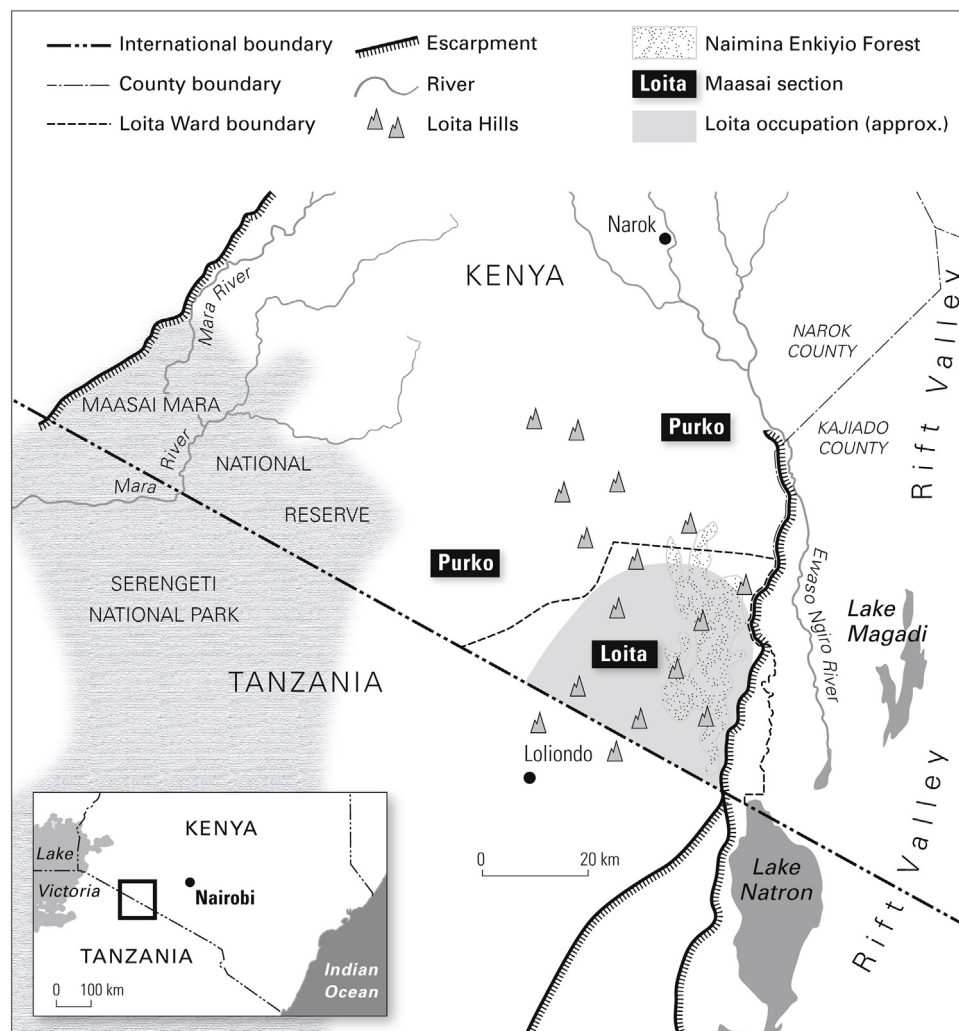 International boundary
County boundary
Loita Ward boundary
Escarpment
River
Loita Hills
Naimina Enkiyio Forest
Loita Maasai section
Loita occupation (approx.)
Narok
KENYA
Mara River
NAROK
COUNTY
Rift Valley
MAASAI MARA
Purko
KAJIADO
COUNTY
River
NATIONAL
Mara
RESERVE
Purko
SERENGETI
NATIONAL PARK
Ewaso Ngiro River
Lake
Magadi
Loita
TANZANIA
Loliondo
Rift Valley
0 20 km
Lake
Natron
KENYA
Lake
Victoria
Nairobi
TANZANIA
Indian
Ocean
0 100 km